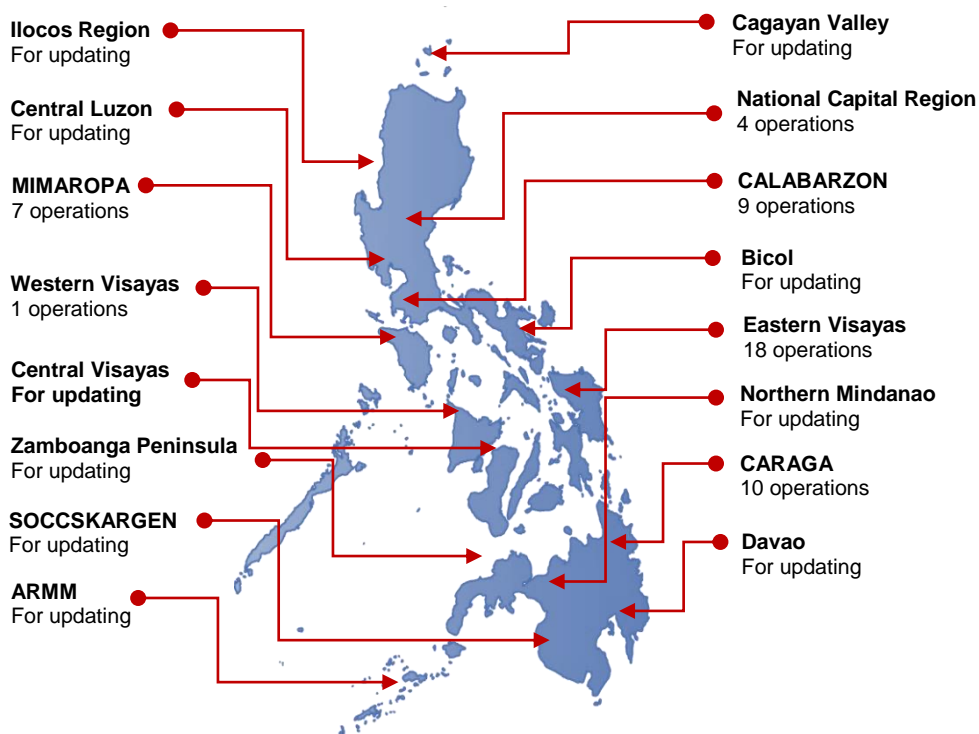 Ilocos Region
For updating
Central Luzon
For updating
MIMAROPA
7 operations
Western Visayas
1 operations
Central Visayas
For updating
Zamboanga Peninsula
For updating
SOCCSKARGEN
For updating
ARMM
For updating
Cagayan Valley
For updating
National Capital Region
4 operations
CALABARZON
9 operations
Bicol
For updating
Eastern Visayas
18 operations
Northern Mindanao
For updating
CARAGA
10 operations
Davao
For updating